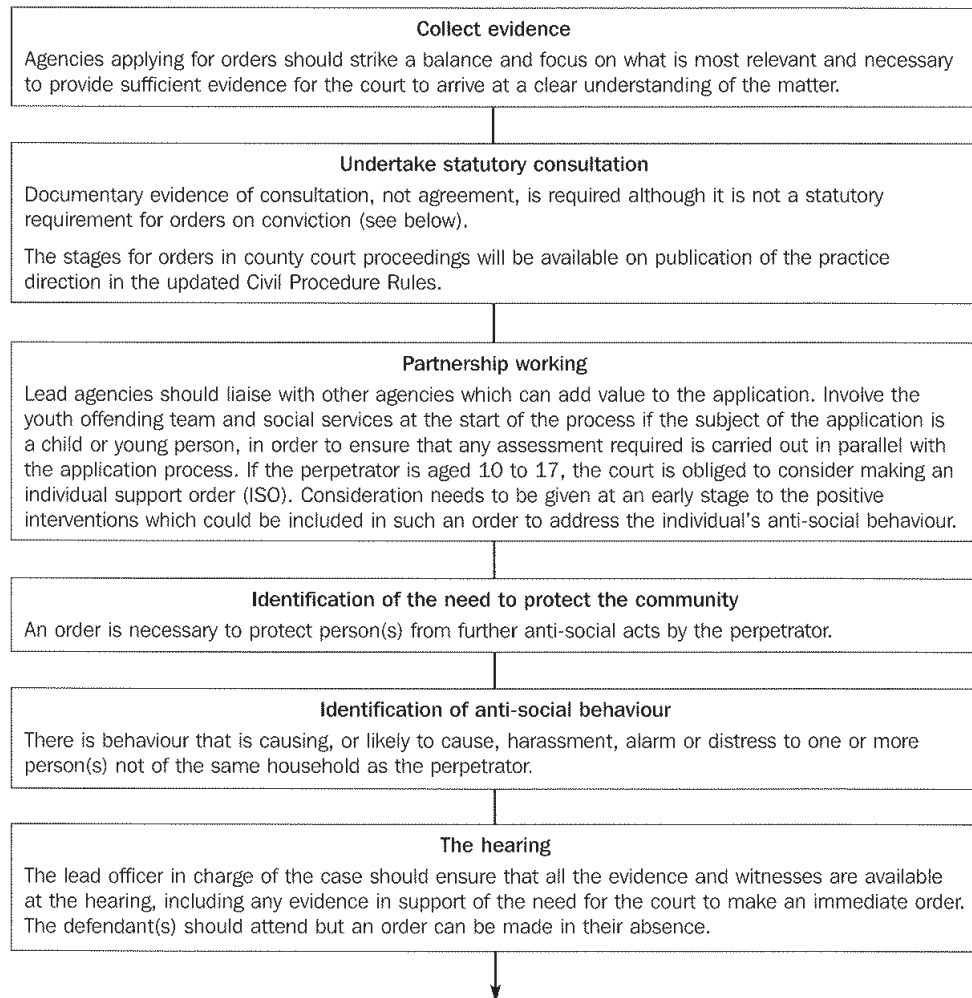 Collect evidence
Agencies applying for orders should strike a balance and focus on what is most relevant and necessary
to provide sufficient evidence for the court to arrive at a clear understanding of the matter.
Undertake statutory consultation
Documentary evidence of consultation, not agreement, is required although it is not a statutory
requirement for orders on conviction (see below).
The stages for orders in county court proceedings will be available on publication of the practice
direction in the updated Civil Procedure Rules.
Partnership working
Lead agencies should liaise with other agencies which can add value to the application. Involve the
youth offending team and social services at the start of the process if the subject of the application is
a child or young person, in order to ensure that any assessment required is carried out in parallel with
the application process. If the perpetrator is aged 10 to 17, the court is obliged to consider making an
individual support order (ISO). Consideration needs to be given at an early stage to the positive
interventions which could be included in such an order to address the individual's anti-social behaviour.
Identification of the need to protect the community
An order is necessary to protect person(s) from further anti-social acts by the perpetrator.
Identification of anti-social behaviour
There is behaviour that is causing, or likely to cause, harassment, alarm or distress to one or more
person(s) not of the same household as the perpetrator.
The hearing
The lead officer in charge of the case should ensure that all the evidence and witnesses are available
at the hearing, including any evidence in support of the need for the court to make an immediate order.
The defendant(s) should attend but an order can be made in their absence.